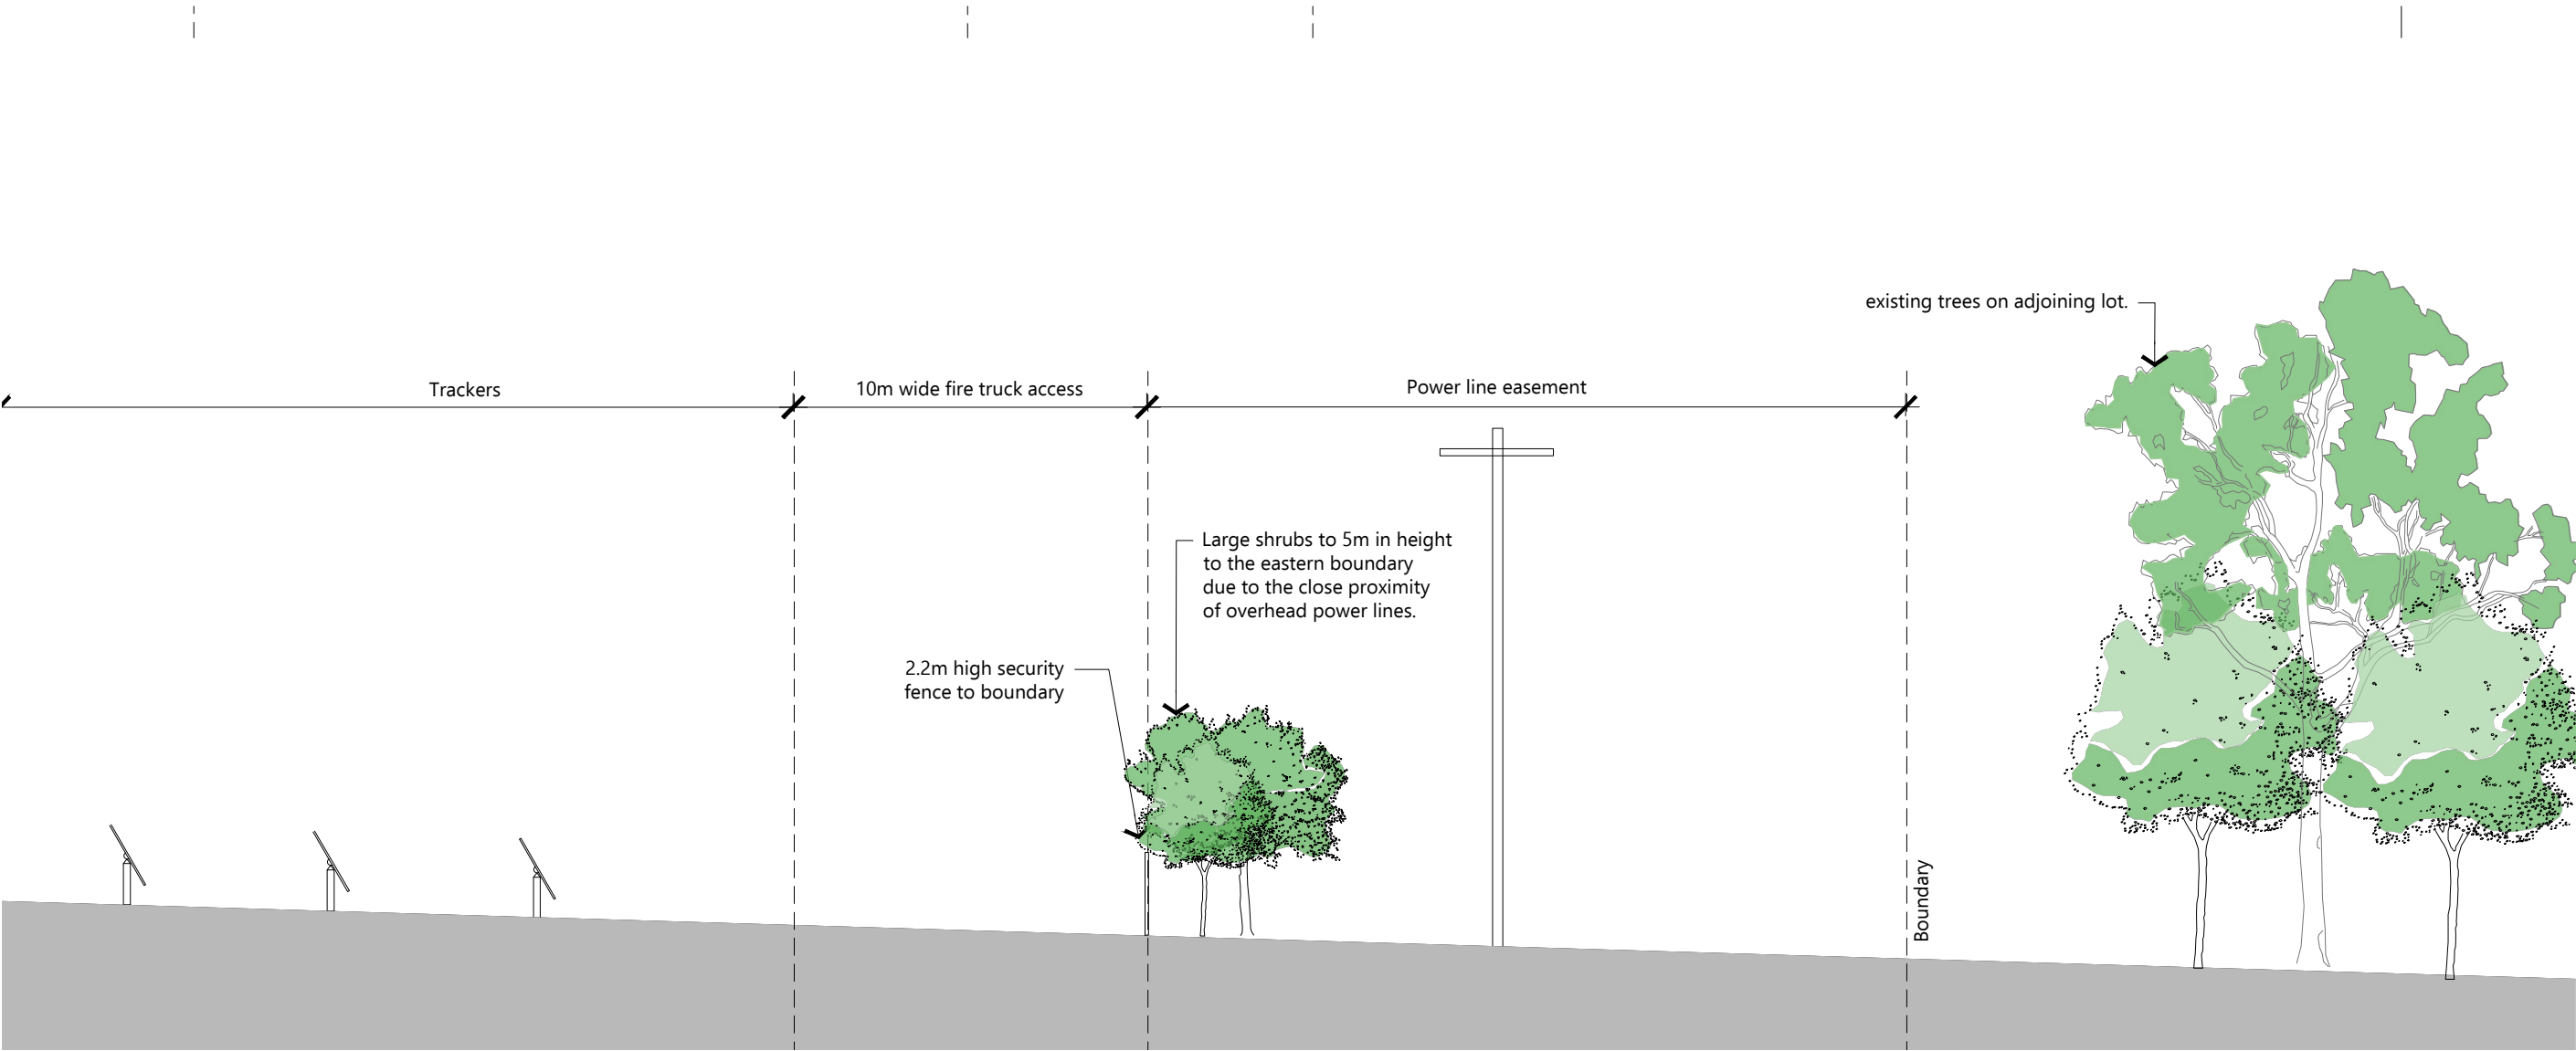 existing trees on adjoining lot.
Trackers
10m wide fire truck access
Power line easement
Large shrubs to 5m in height
to the eastern boundary
due to the close proximity
of overhead power lines.
2.2m high security
fence to boundary
Boundary